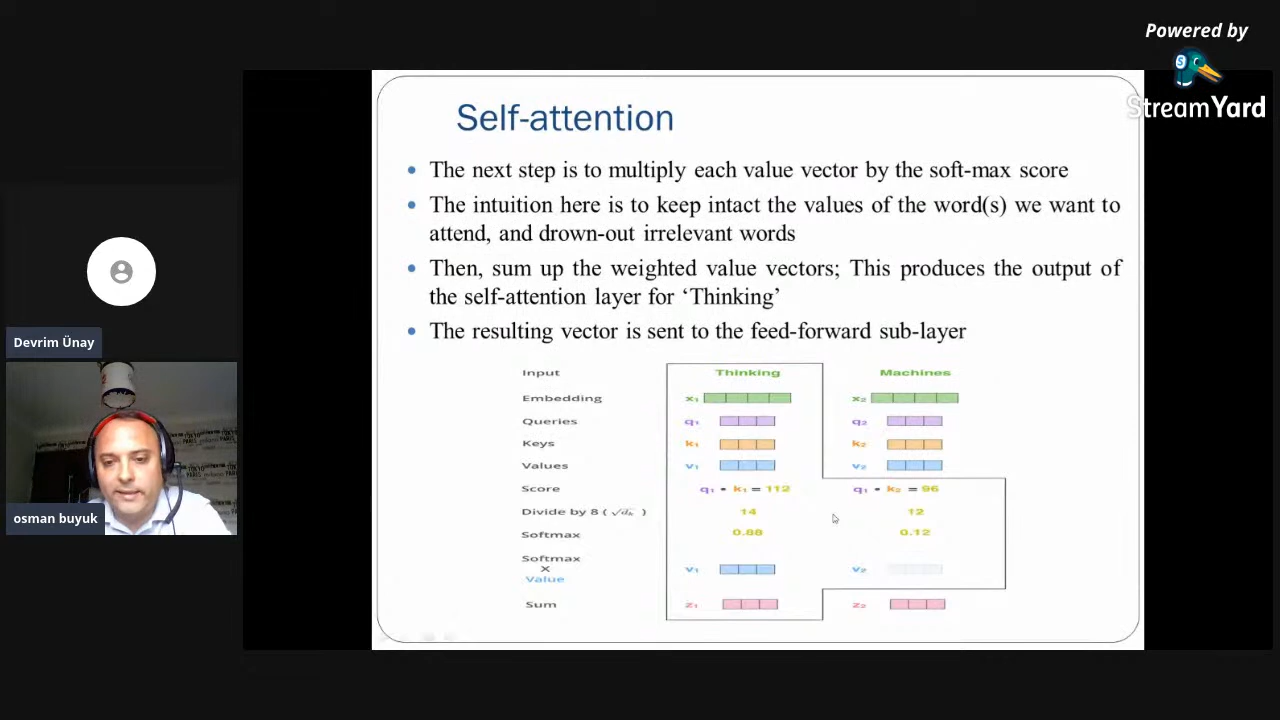 Powered by
StreamYard
Self-attention
• The next step is to multiply each value vector by the soft-max score
• The intuition here is to keep intact the values of the word(s) we want to
attend, and drown-out irrelevant words
• Then, sum up the weighted value vectors; This produces the output of
the self-attention layer for ‘Thinking’
• The resulting vector is sent to the feed-forward sub-layer
Input Thinking Machines
Embedding x₁ x₂
Queries q₁ q₂
Keys k₁ k₂
Values v₁ v₂
Score q₁ • k₁ = 112 q₁ • k₂ = 96
Divide by 8 ( √dₖ ) 14 12
Softmax 0.88 0.12
Softmax
X
Value v₁ v₂
Sum z₁ z₂
Devrim Ünay
osman buyuk